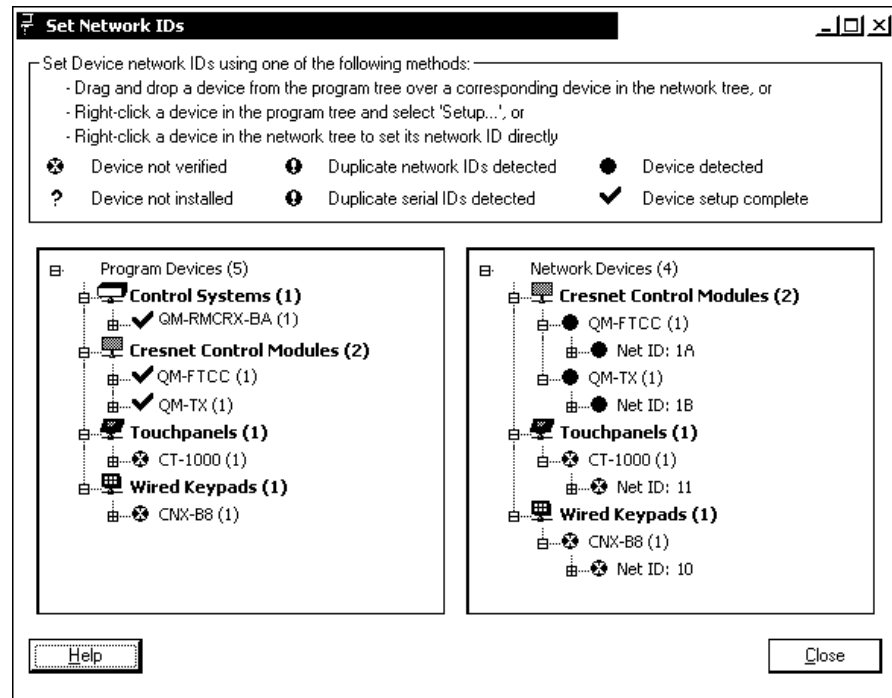 Set Network IDs
Set Device network IDs using one of the following methods:
- Drag and drop a device from the program tree over a corresponding device in the network tree, or
- Right-click a device in the program tree and select 'Setup...', or
- Right-click a device in the network tree to set its network ID directly
Device not verified
Duplicate network IDs detected
Device detected
? Device not installed
Duplicate serial IDs detected
Device setup complete
Program Devices (5)
Control Systems (1)
QM-RMCRX-BA (1)
Cresnet Control Modules (2)
QM-FTCC (1)
QM-TX (1)
Touchpanels (1)
CT-1000 (1)
Wired Keypads (1)
CNX-B8 (1)
Network Devices (4)
Cresnet Control Modules (2)
QM-FTCC (1)
Net ID: 1A
QM-TX (1)
Net ID: 1B
Touchpanels (1)
CT-1000 (1)
Net ID: 11
Wired Keypads (1)
CNX-B8 (1)
Net ID: 10
Help
Close